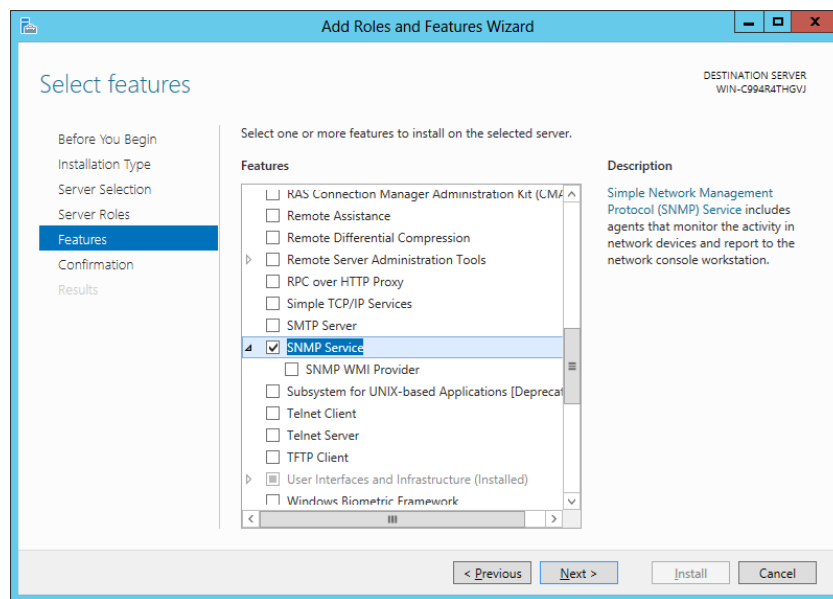 Add Roles and Features Wizard
Select features
DESTINATION SERVER
WIN-C994R4THGVJ
Before You Begin
Installation Type
Server Selection
Server Roles
Features
Confirmation
Results
Select one or more features to install on the selected server.
Features
RAS Connection Manager Administration Kit (CMA
Remote Assistance
Remote Differential Compression
Remote Server Administration Tools
RPC over HTTP Proxy
Simple TCP/IP Services
SMTP Server
SNMP Service
SNMP WMI Provider
Subsystem for UNIX-based Applications [Deprecat
Telnet Client
Telnet Server
TFTP Client
User Interfaces and Infrastructure (Installed)
Windows Biometric Framework
Description
Simple Network Management
Protocol (SNMP) Service includes
agents that monitor the activity in
network devices and report to the
network console workstation.
< Previous
Next >
Install
Cancel